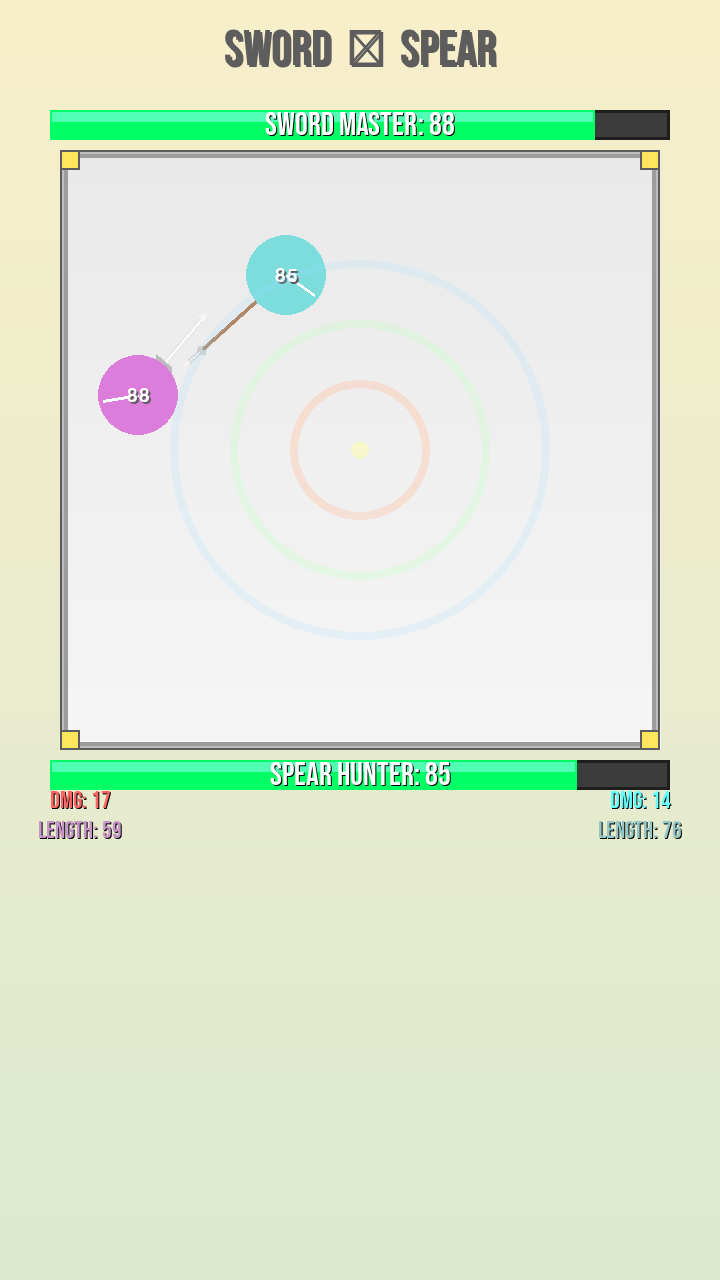 SWORD ⚔ SPEAR
SWORD MASTER: 88
85
88
SPEAR HUNTER: 85
DMG: 17
DMG: 14
LENGTH: 59
LENGTH: 76